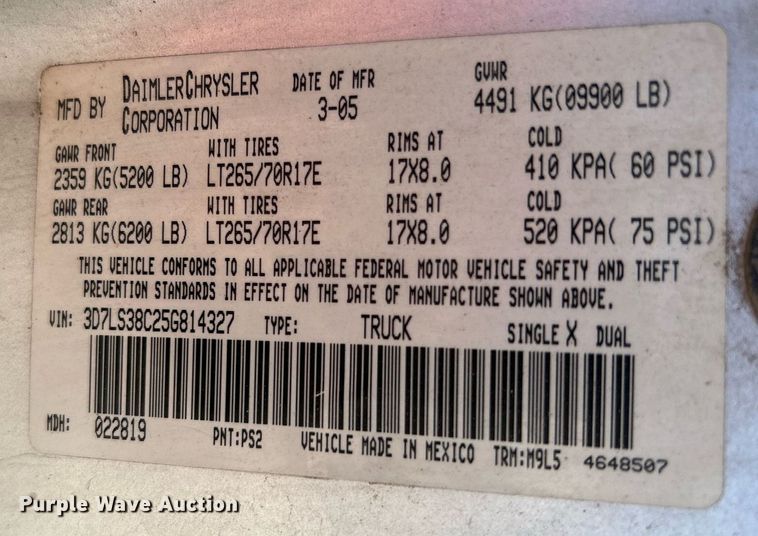 MFD BY DAIMLERCHRYSLER CORPORATION DATE OF MFR 3-05 GVWR 4491 KG(09900 LB)
GAWR FRONT WITH TIRES RIMS AT COLD
2359 KG(5200 LB) LT265/70R17E 17X8.0 410 KPA( 60 PSI)
GAWR REAR WITH TIRES RIMS AT COLD
2813 KG(6200 LB) LT265/70R17E 17X8.0 520 KPA( 75 PSI)
THIS VEHICLE CONFORMS TO ALL APPLICABLE FEDERAL MOTOR VEHICLE SAFETY AND THEFT
PREVENTION STANDARDS IN EFFECT ON THE DATE OF MANUFACTURE SHOWN ABOVE.
VIN: 3D7LS38C25G814327 TYPE: TRUCK SINGLE X DUAL
MDH: 022819 PNT:PS2 VEHICLE MADE IN MEXICO TRM:M9L5 4648507
Purple Wave Auction